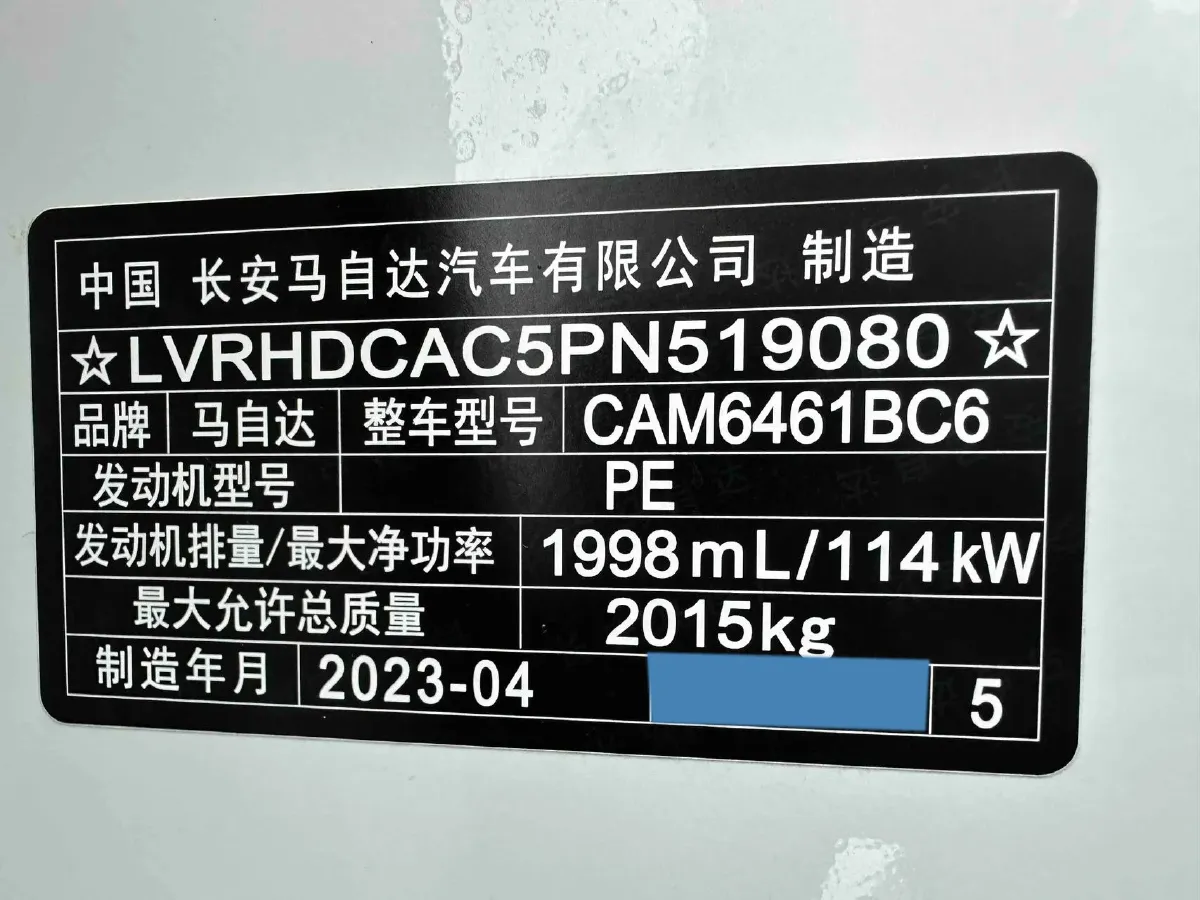 中国 长安马自达汽车有限公司 制造
☆LVRHDCAC5PN519080☆
品牌 马自达 整车型号 CAM6461BC6
发动机型号 PE
发动机排量/最大净功率 1998mL/114kW
最大允许总质量 2015kg
制造年月 2023-04 5